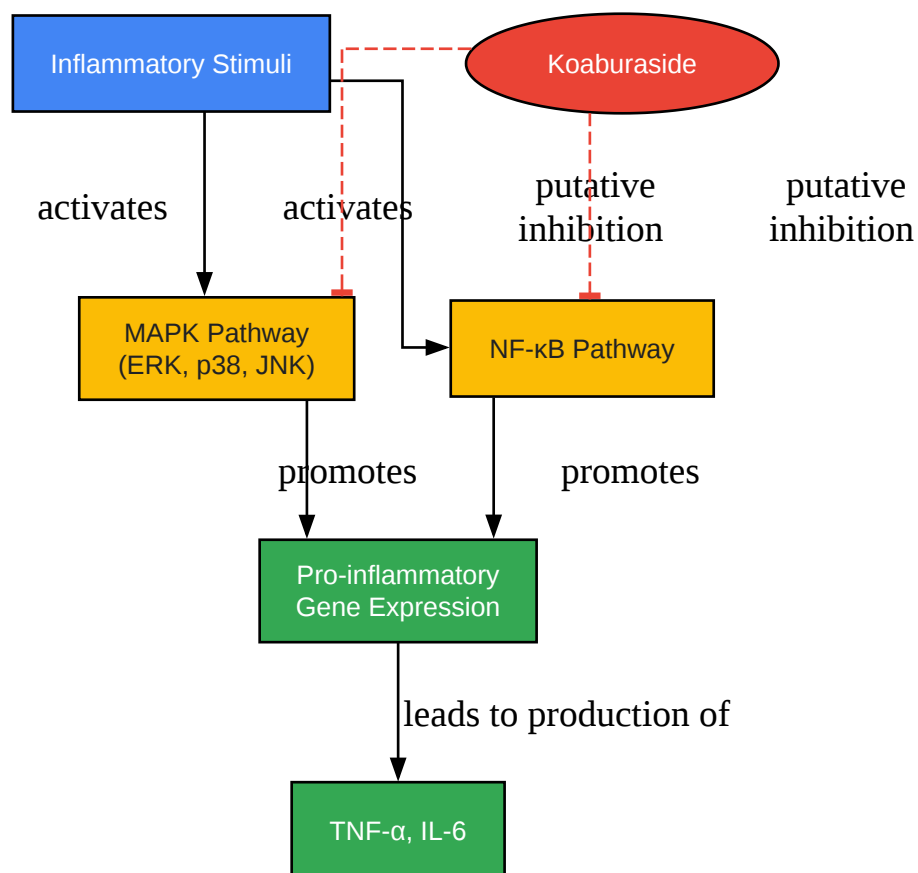 Inflammatory Stimuli
Koaburaside
activates
activates
putative
inhibition
putative
inhibition
MAPK Pathway
(ERK, p38, JNK)
NF-κB Pathway
promotes
promotes
Pro-inflammatory
Gene Expression
leads to production of
TNF-α, IL-6